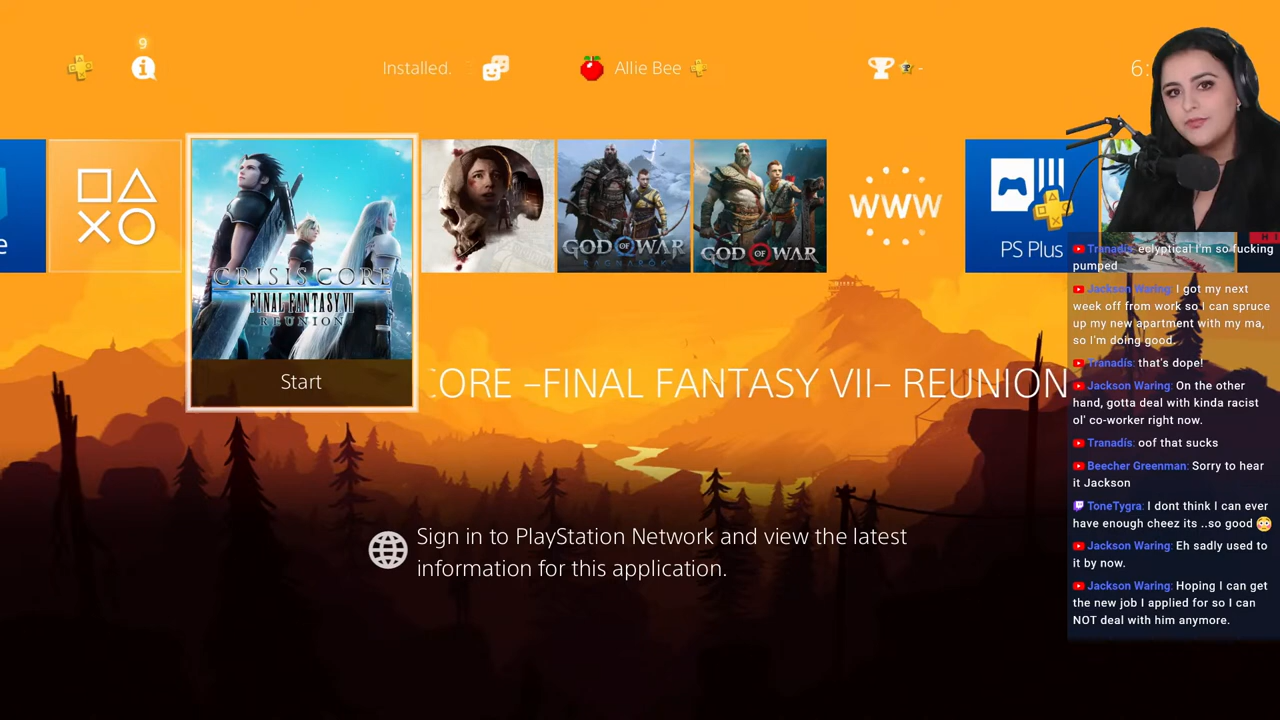 9
Installed.
Allie Bee
-
6:
e
CRISIS CORE
FINAL FANTASY VII
REUNION
GOD OF WAR
RAGNARÖK
GOD OF WAR
WWW
PS Plus
Start
CORE –FINAL FANTASY VII– REUNION
Sign in to PlayStation Network and view the latest
information for this application.
Tranadís: eclyptical I'm so fucking
pumped
Jackson Waring: I got my next
week off from work so I can spruce
up my new apartment with my ma,
so I'm doing good.
Tranadís: that's dope!
Jackson Waring: On the other
hand, gotta deal with kinda racist
ol' co-worker right now.
Tranadís: oof that sucks
Beecher Greenman: Sorry to hear
it Jackson
ToneTygra: I dont think I can ever
have enough cheez its ..so good 😳
Jackson Waring: Eh sadly used to
it by now.
Jackson Waring: Hoping I can get
the new job I applied for so I can
NOT deal with him anymore.